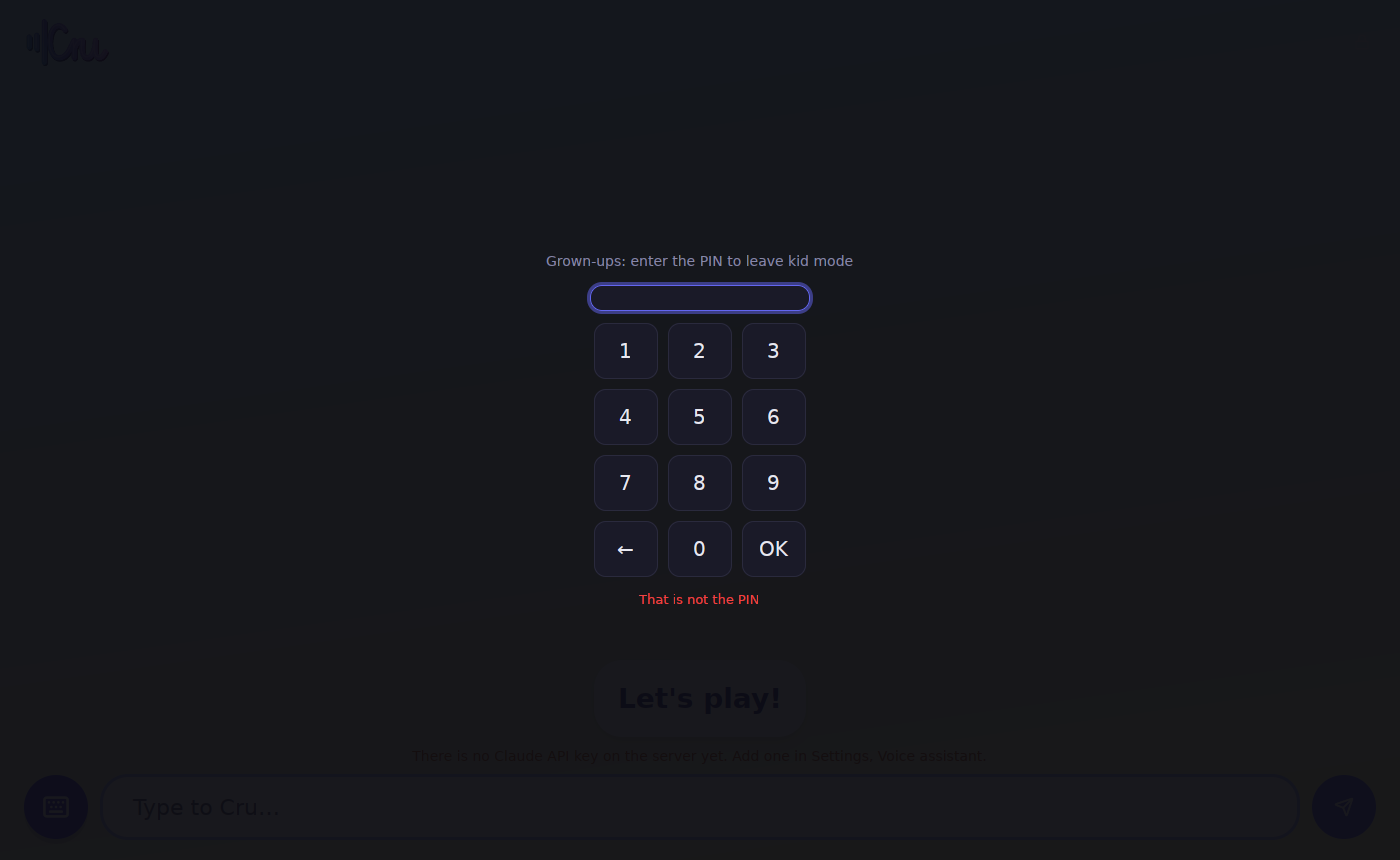 Cru
Grown-ups: enter the PIN to leave kid mode
1 2 3
4 5 6
7 8 9
← 0 OK
That is not the PIN
Let's play!
There is no Claude API key on the server yet. Add one in Settings, Voice assistant
Type to Cru...